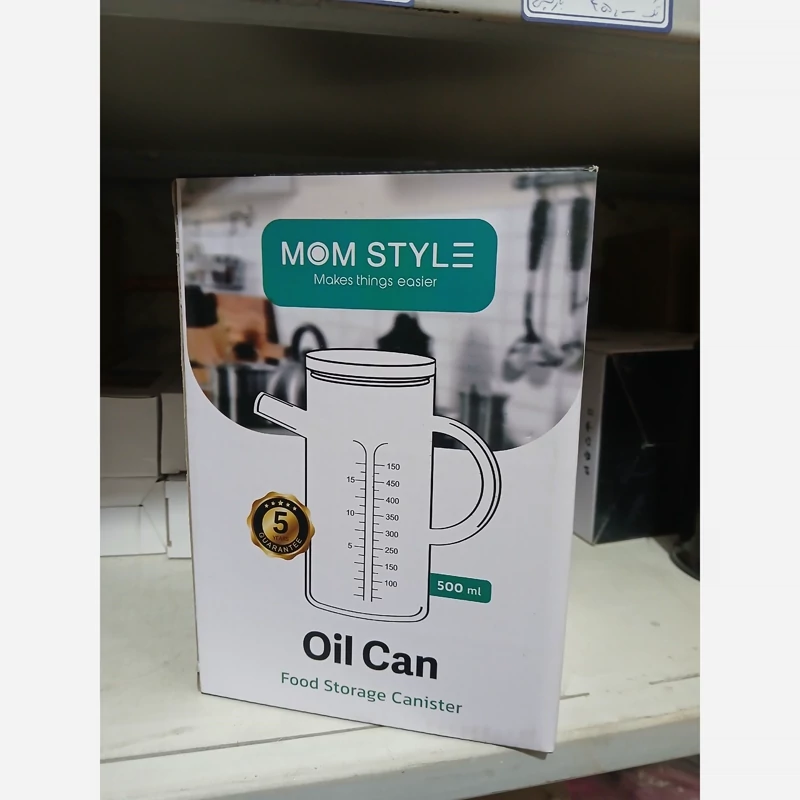 MOM STYLE
Makes things easier
150
450
400
350
300
250
150
100
15
10
5
5
YEARS
GUARANTEE
500 ml
Oil Can
Food Storage Canister